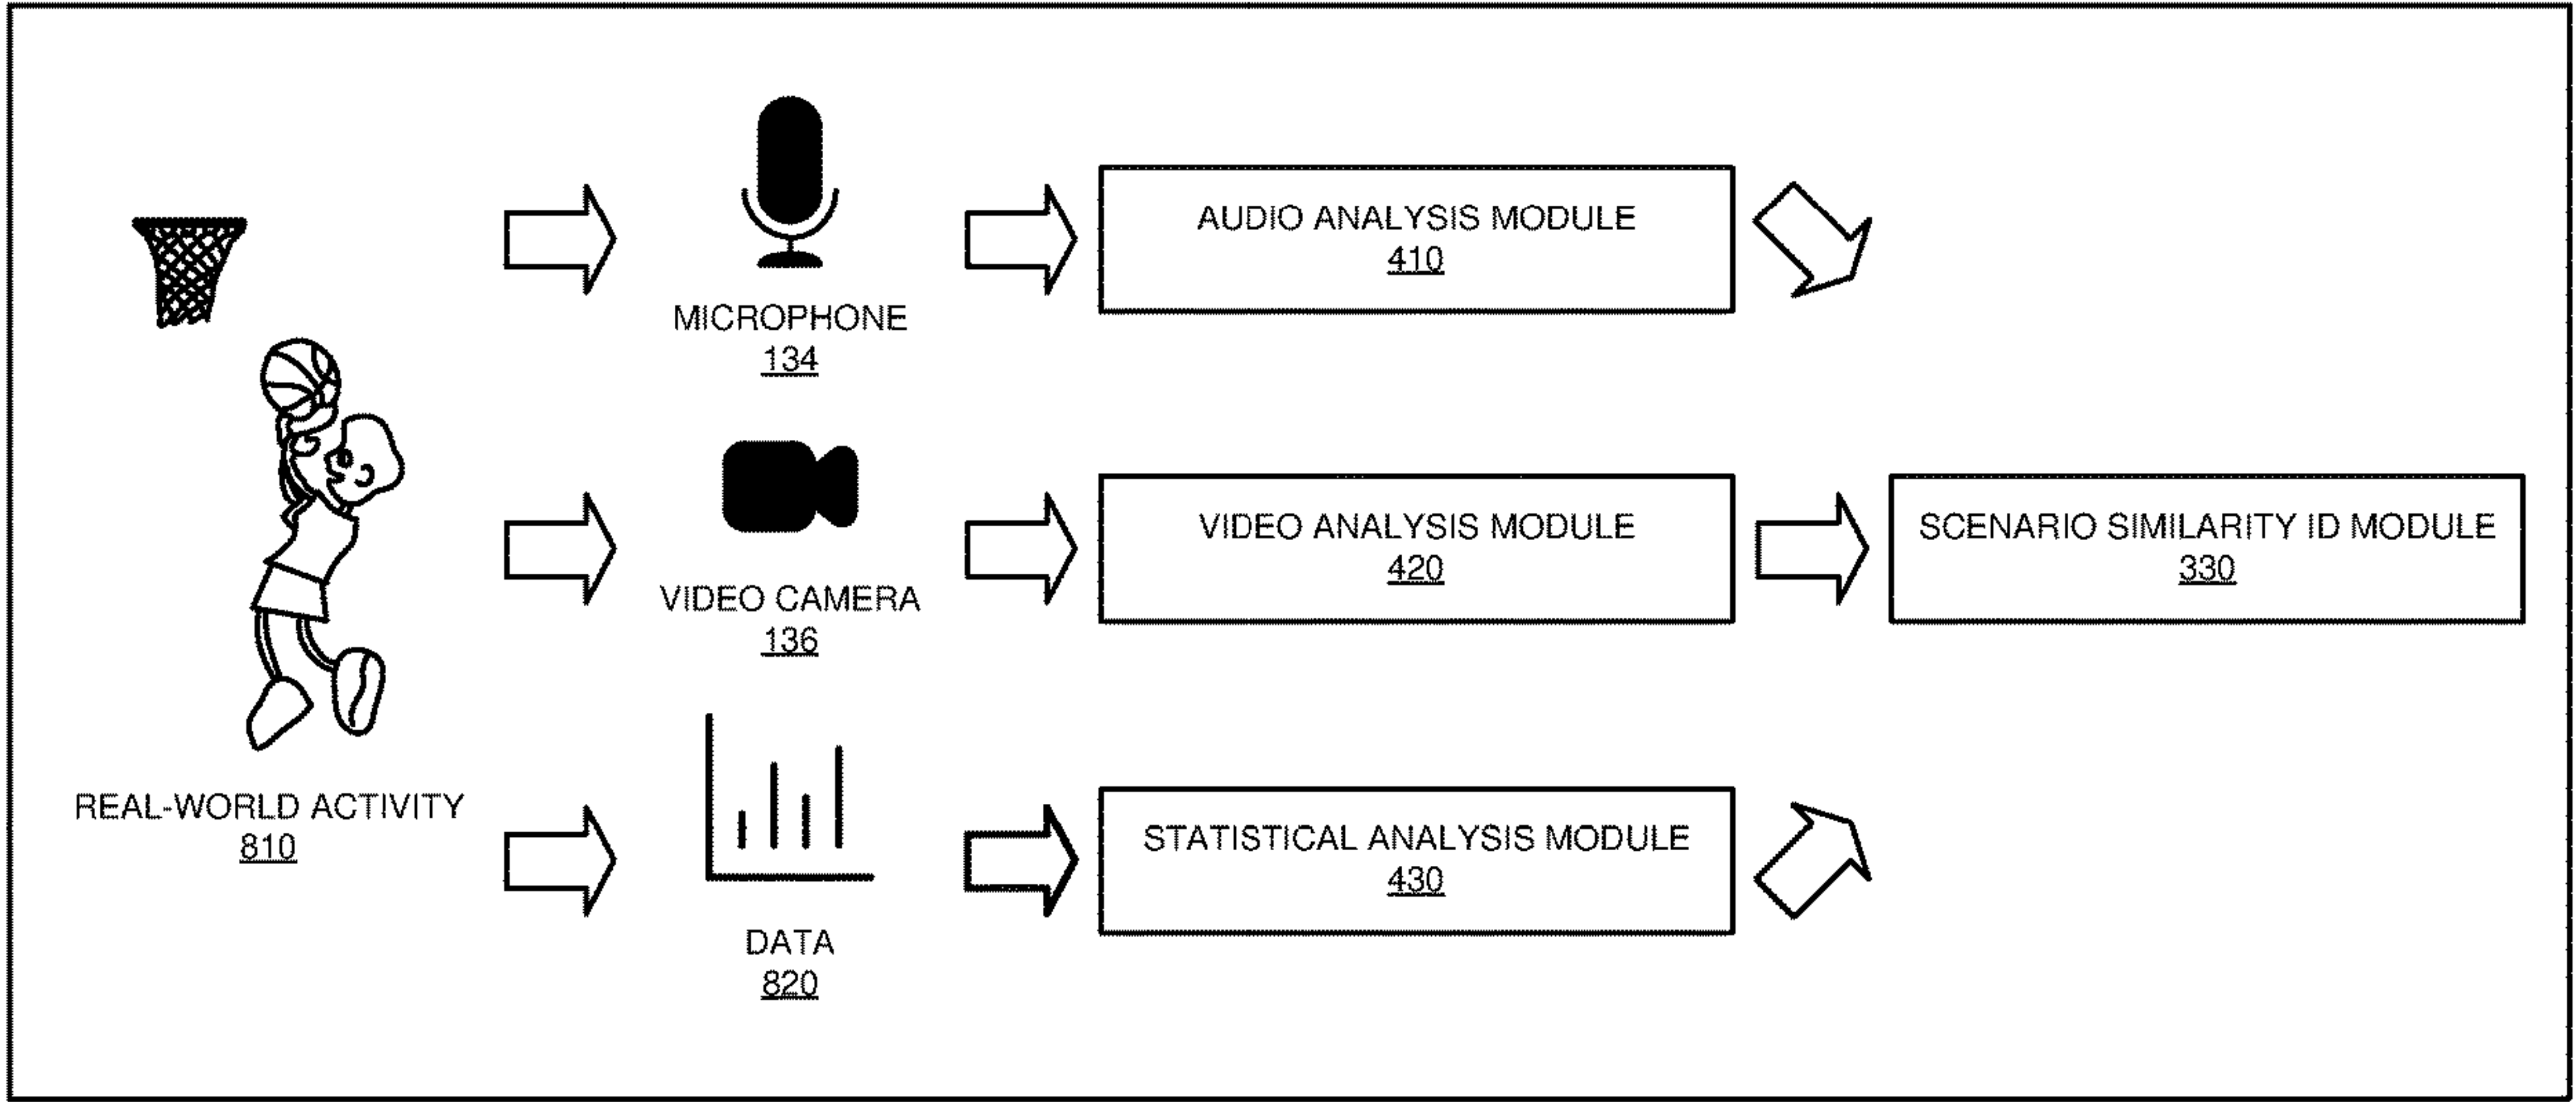 MICROPHONE
134
AUDIO ANALYSIS MODULE
410
VIDEO CAMERA
136
VIDEO ANALYSIS MODULE
420
SCENARIO SIMILARITY ID MODULE
330
REAL-WORLD ACTIVITY
810
DATA
820
STATISTICAL ANALYSIS MODULE
430